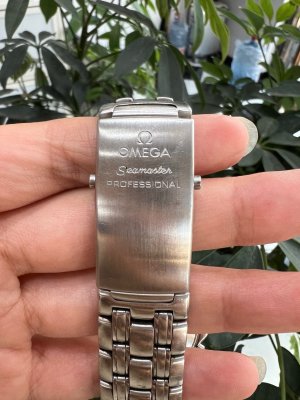 Ω
OMEGA
Seamaster
PROFESSIONAL